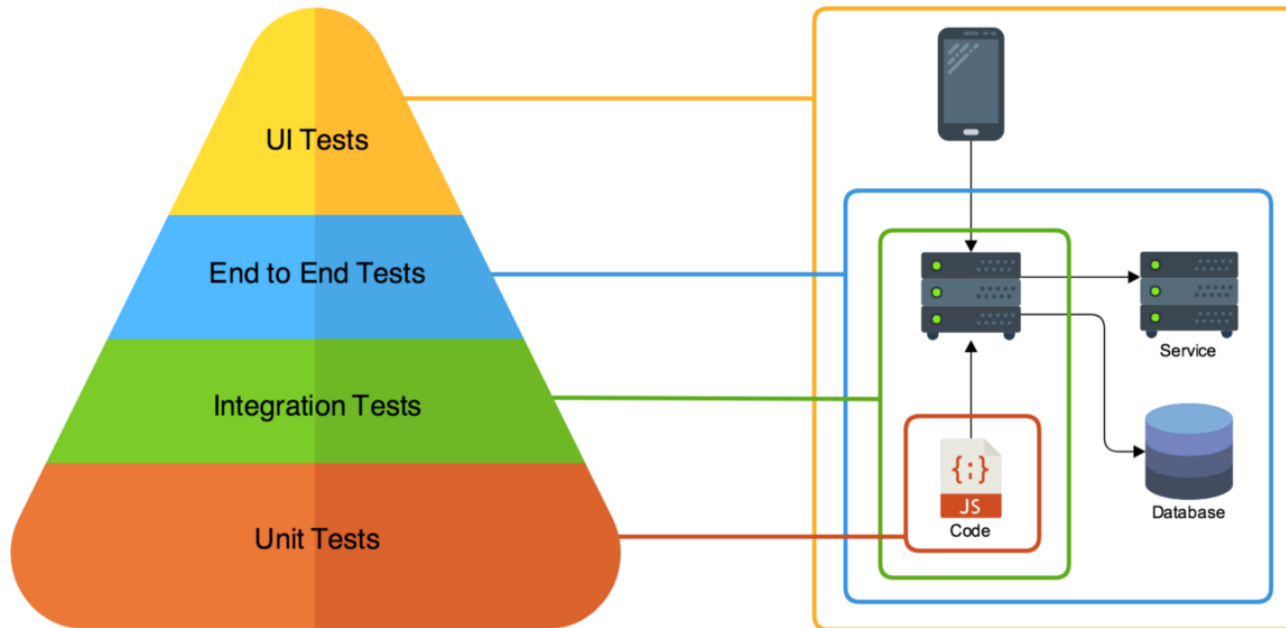 UI Tests
End to End Tests
Integration Tests
Unit Tests
Service
{;}
JS
Code
Database